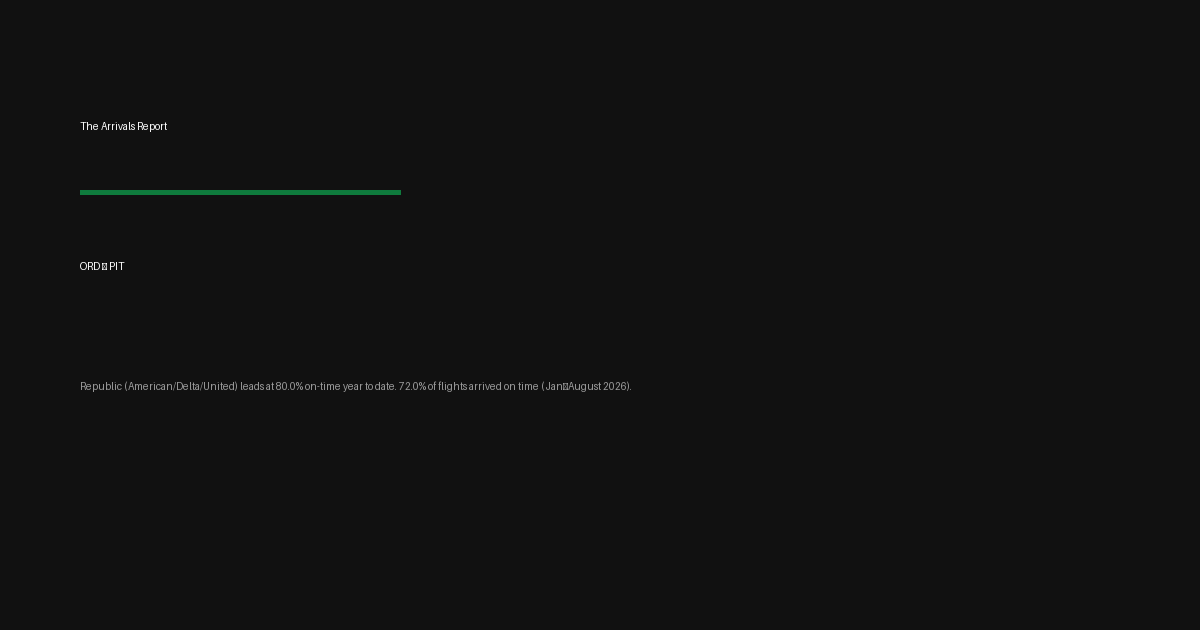 The Arrivals Report
ORD▯PIT
Republic (American/Delta/United) leads at 80.0% on-time year to date. 72.0% of flights arrived on time (Jan▯August 2026).